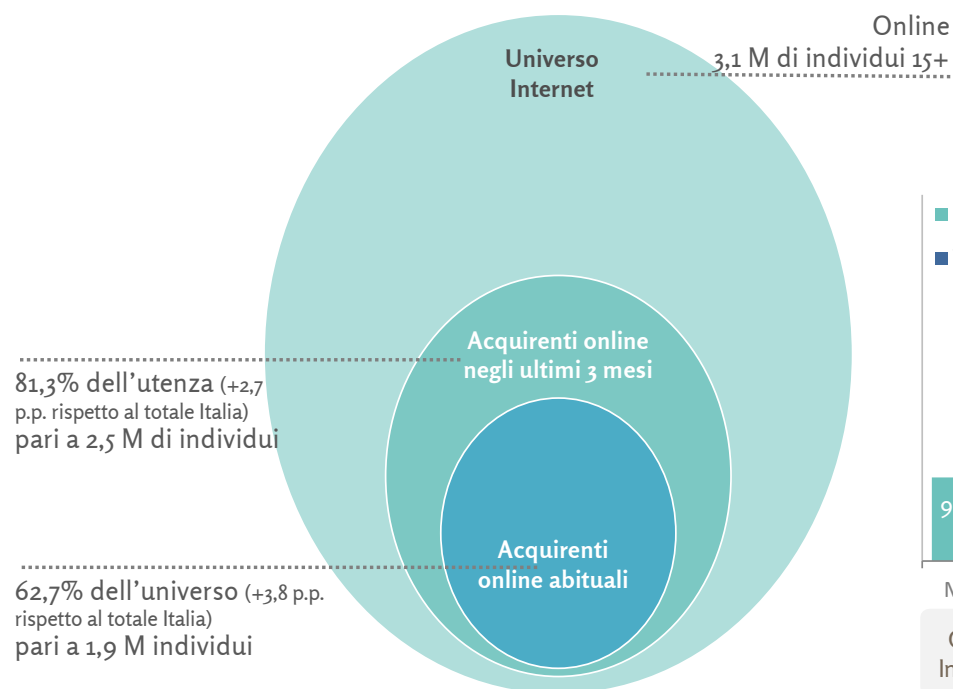 Online
3,1 M di individui 15+
Universo
Internet
Acquirenti online
negli ultimi 3 mesi
81,3% dell'utenza (+2,7
p.p. rispetto al totale Italia)
pari a 2,5 M di individui
Acquirenti
online abituali
62,7% dell'universo (+3,8 p.p.
rispetto al totale Italia)
pari a 1,9 M individui
9